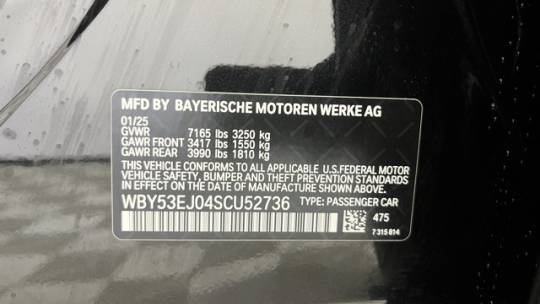 MFD BY BAYERISCHE MOTOREN WERKE AG
01/25
GVWR 7165 lbs 3250 kg
GAWR FRONT 3417 lbs 1550 kg
GAWR REAR 3990 lbs 1810 kg
THIS VEHICLE CONFORMS TO ALL APPLICABLE U.S.FEDERAL MOTOR
VEHICLE SAFETY, BUMPER AND THEFT PREVENTION STANDARDS
IN EFFECT ON THE DATE OF MANUFACTURE SHOWN ABOVE.
WBY53EJ04SCU52736 TYPE: PASSENGER CAR
475
7 315 814